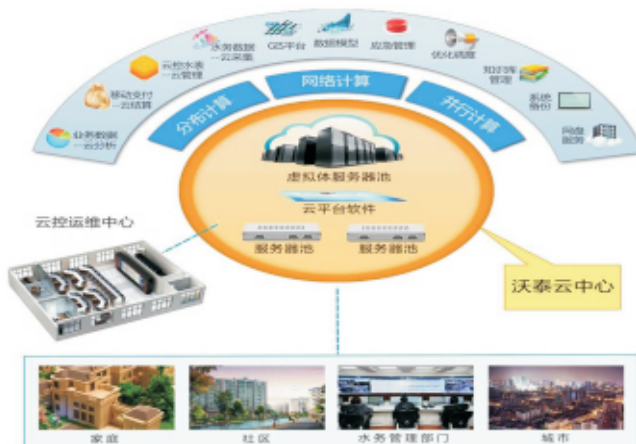 业务数据
—云分析
移动支付
—云结算
云控水表
—云管理
水务数据
—云采集
GIS平台
数据模型
应急管理
优化调度
知识库
管理
系统
备份
网盘
服务
分布计算
网络计算
并行计算
虚拟体服务器池
云平台软件
服务器池
服务器池
云控运维中心
沃泰云中心
家庭
社区
水务管理部门
城市